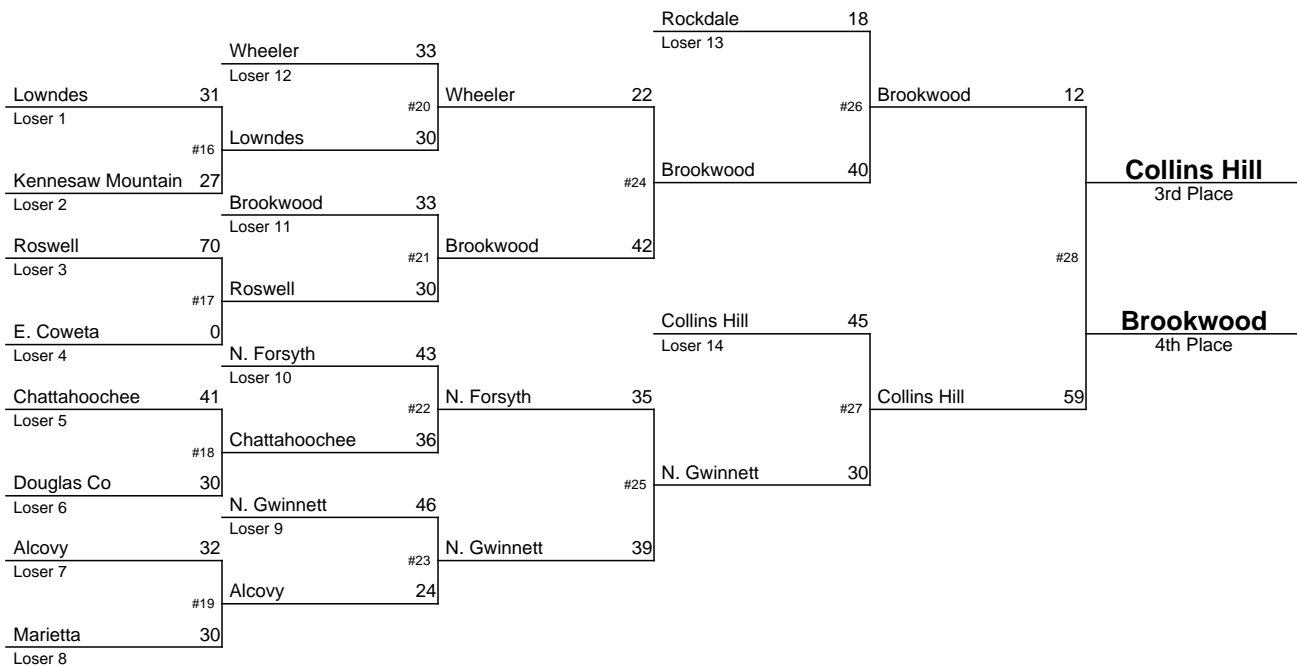 Rockdale 18
Loser 13
Wheeler 33
Loser 12
Lowndes 31
Loser 1
#20
Wheeler 22
#26
Brookwood 12
#16
Lowndes 30
Kennesaw Mountain 27
Loser 2
#24
Brookwood 40
Collins Hill
3rd Place
Brookwood 33
Loser 11
Roswell 70
Loser 3
#21
Brookwood 42
#28
#17
Roswell 30
E. Coweta 0
Loser 4
Collins Hill 45
Loser 14
Brookwood
4th Place
N. Forsyth 43
Loser 10
Chattahoochee 41
Loser 5
#22
N. Forsyth 35
#27
Collins Hill 59
#18
Chattahoochee 36
Douglas Co 30
Loser 6
#25
N. Gwinnett 30
N. Gwinnett 46
Loser 9
Alcovy 32
Loser 7
#23
N. Gwinnett 39
#19
Alcovy 24
Marietta 30
Loser 8